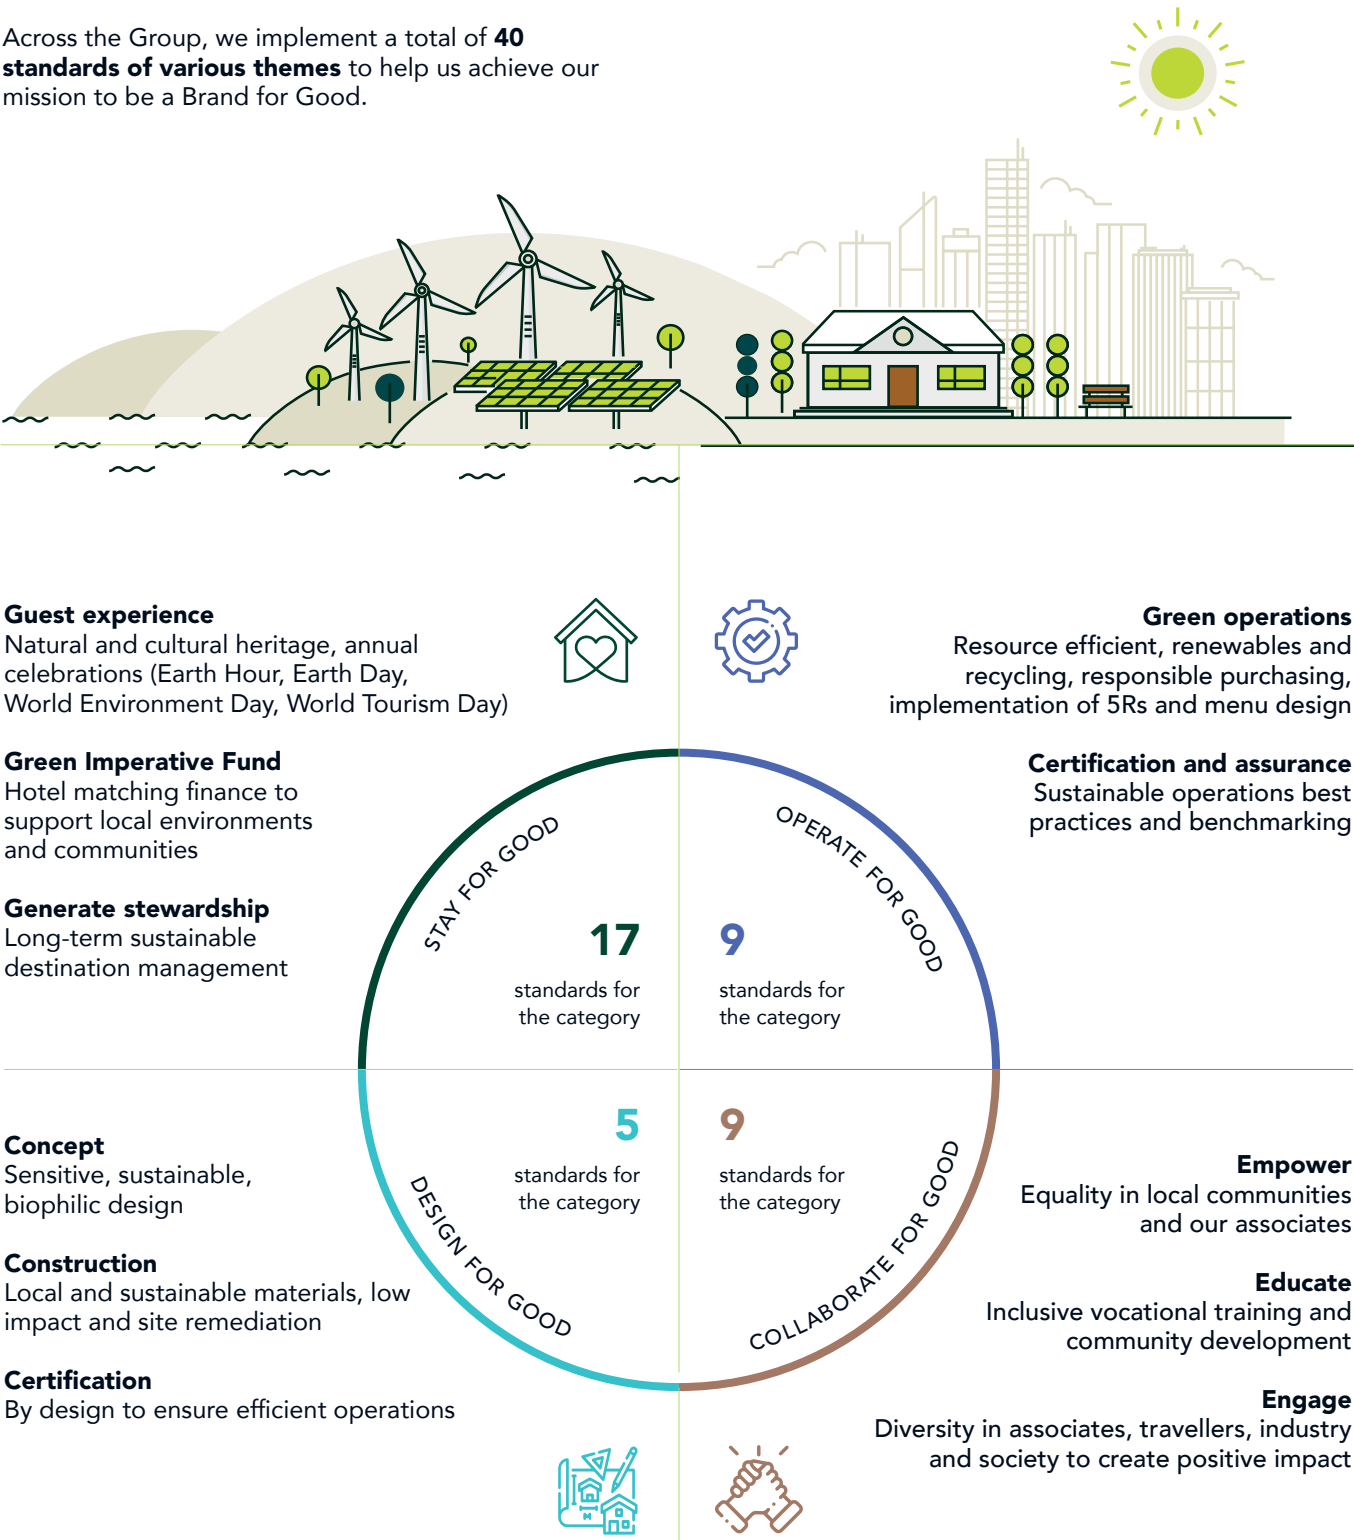 Across the Group, we implement a total of 40
standards of various themes to help us achieve our
mission to be a Brand for Good.
Guest experience
Natural and cultural heritage, annual
celebrations (Earth Hour, Earth Day,
World Environment Day, World Tourism Day)
Green Imperative Fund
Hotel matching finance to
support local environments
and communities
Generate stewardship
Long-term sustainable
destination management
Green operations
Resource efficient, renewables and
recycling, responsible purchasing,
implementation of 5Rs and menu design
Certification and assurance
Sustainable operations best
practices and benchmarking
STAY FOR GOOD
17
standards for
the category
OPERATE FOR GOOD
9
standards for
the category
DESIGN FOR GOOD
5
standards for
the category
COLLABORATE FOR GOOD
9
standards for
the category
Concept
Sensitive, sustainable,
biophilic design
Construction
Local and sustainable materials, low
impact and site remediation
Certification
By design to ensure efficient operations
Empower
Equality in local communities
and our associates
Educate
Inclusive vocational training and
community development
Engage
Diversity in associates, travellers, industry
and society to create positive impact